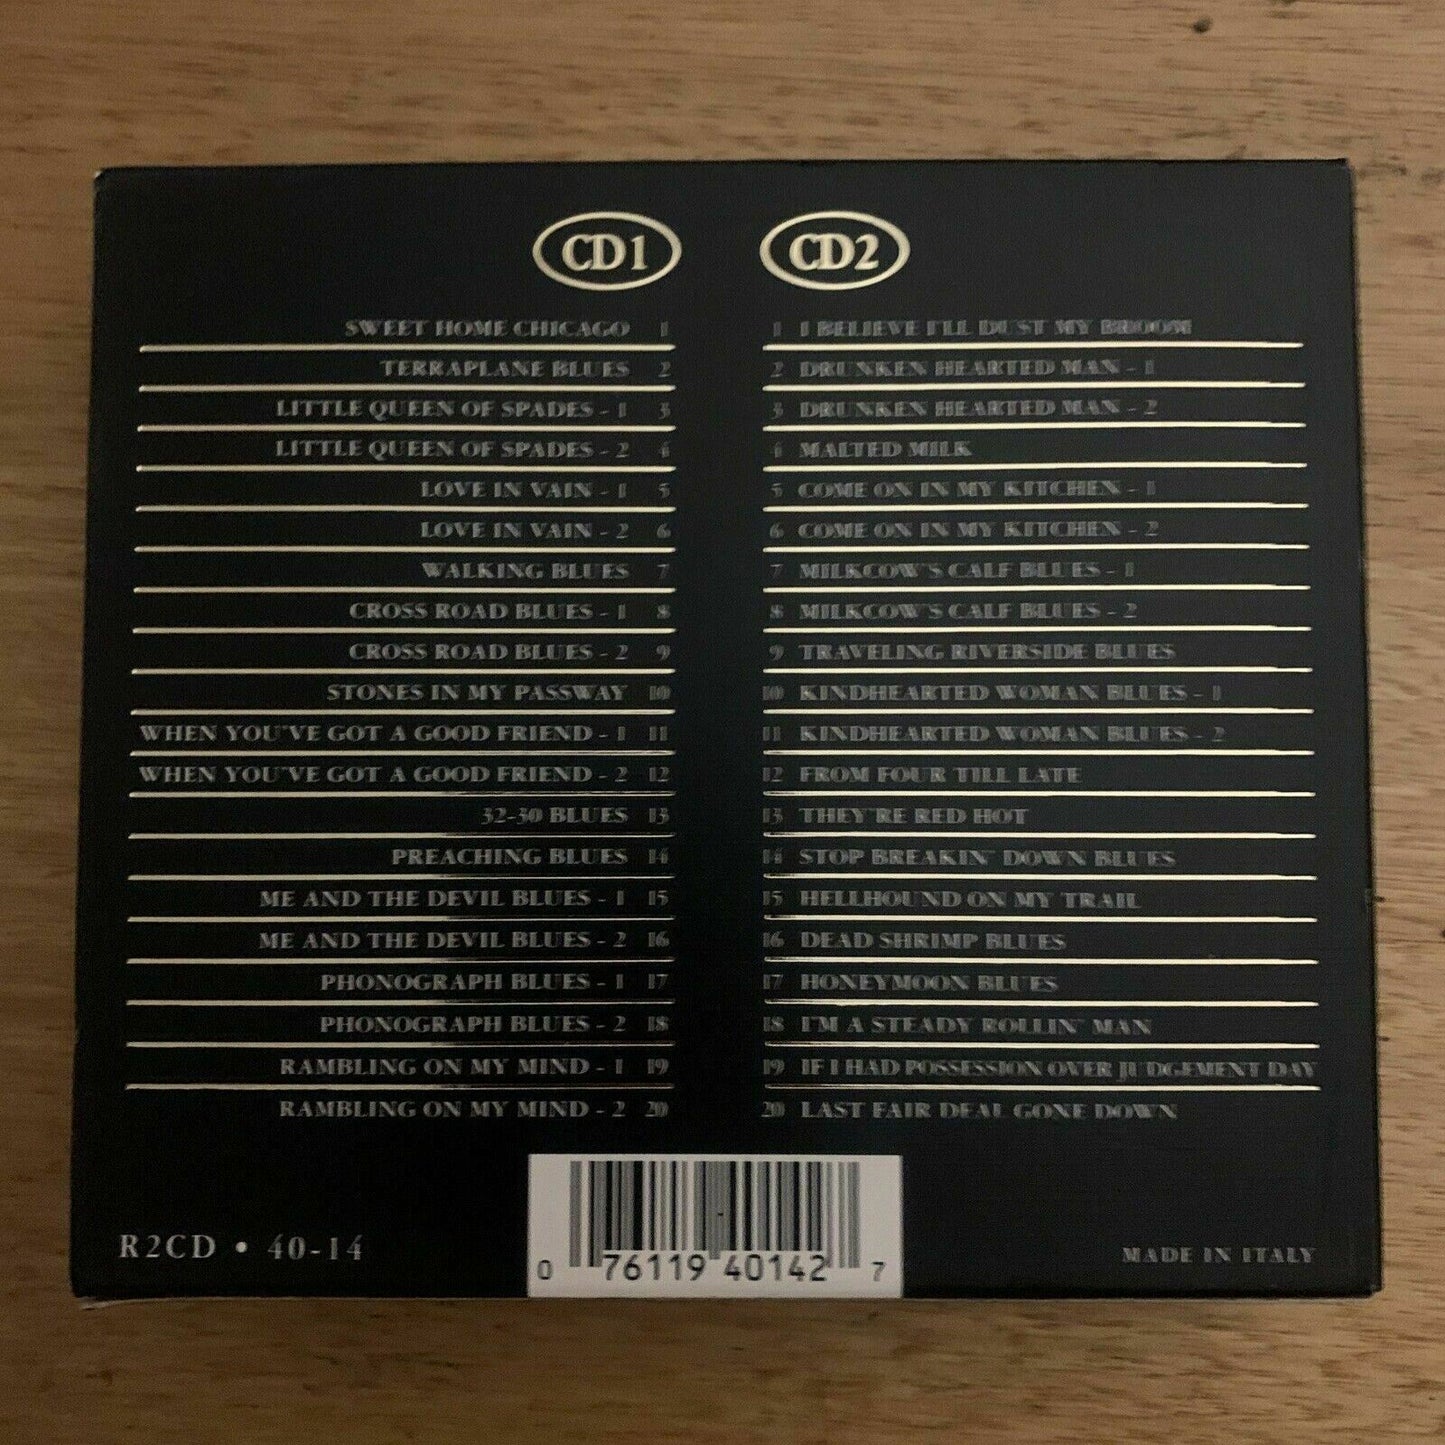 CD1
SWEET HOME CHICAGO 1
TERRAPLANE BLUES 2
LITTLE QUEEN OF SPADES - 1 3
LITTLE QUEEN OF SPADES - 2 4
LOVE IN VAIN - 1 5
LOVE IN VAIN - 2 6
WALKING BLUES 7
CROSS ROAD BLUES - 1 8
CROSS ROAD BLUES - 2 9
STONES IN MY PASSWAY 10
WHEN YOU'VE GOT A GOOD FRIEND - 1 11
WHEN YOU'VE GOT A GOOD FRIEND - 2 12
32-30 BLUES 13
PREACHING BLUES 14
ME AND THE DEVIL BLUES - 1 15
ME AND THE DEVIL BLUES - 2 16
PHONOGRAPH BLUES - 1 17
PHONOGRAPH BLUES - 2 18
RAMBLING ON MY MIND - 1 19
RAMBLING ON MY MIND - 2 20
CD2
1 I BELIEVE I'LL DUST MY BROOM
2 DRUNKEN HEARTED MAN - 1
3 DRUNKEN HEARTED MAN - 2
4 MALTED MILK
5 COME ON IN MY KITCHEN - 1
6 COME ON IN MY KITCHEN - 2
7 MILKCOW'S CALF BLUES - 1
8 MILKCOW'S CALF BLUES - 2
9 TRAVELING RIVERSIDE BLUES
10 KINDHEARTED WOMAN BLUES - 1
11 KINDHEARTED WOMAN BLUES - 2
12 FROM FOUR TILL LATE
13 THEY'RE RED HOT
14 STOP BREAKIN' DOWN BLUES
15 HELLHOUND ON MY TRAIL
16 DEAD SHRIMP BLUES
17 HONEYMOON BLUES
18 I'M A STEADY ROLLIN' MAN
19 IF I HAD POSSESSION OVER JUDGEMENT DAY
20 LAST FAIR DEAL GONE DOWN
R2CD • 40-14
0 76119 40142 7
MADE IN ITALY